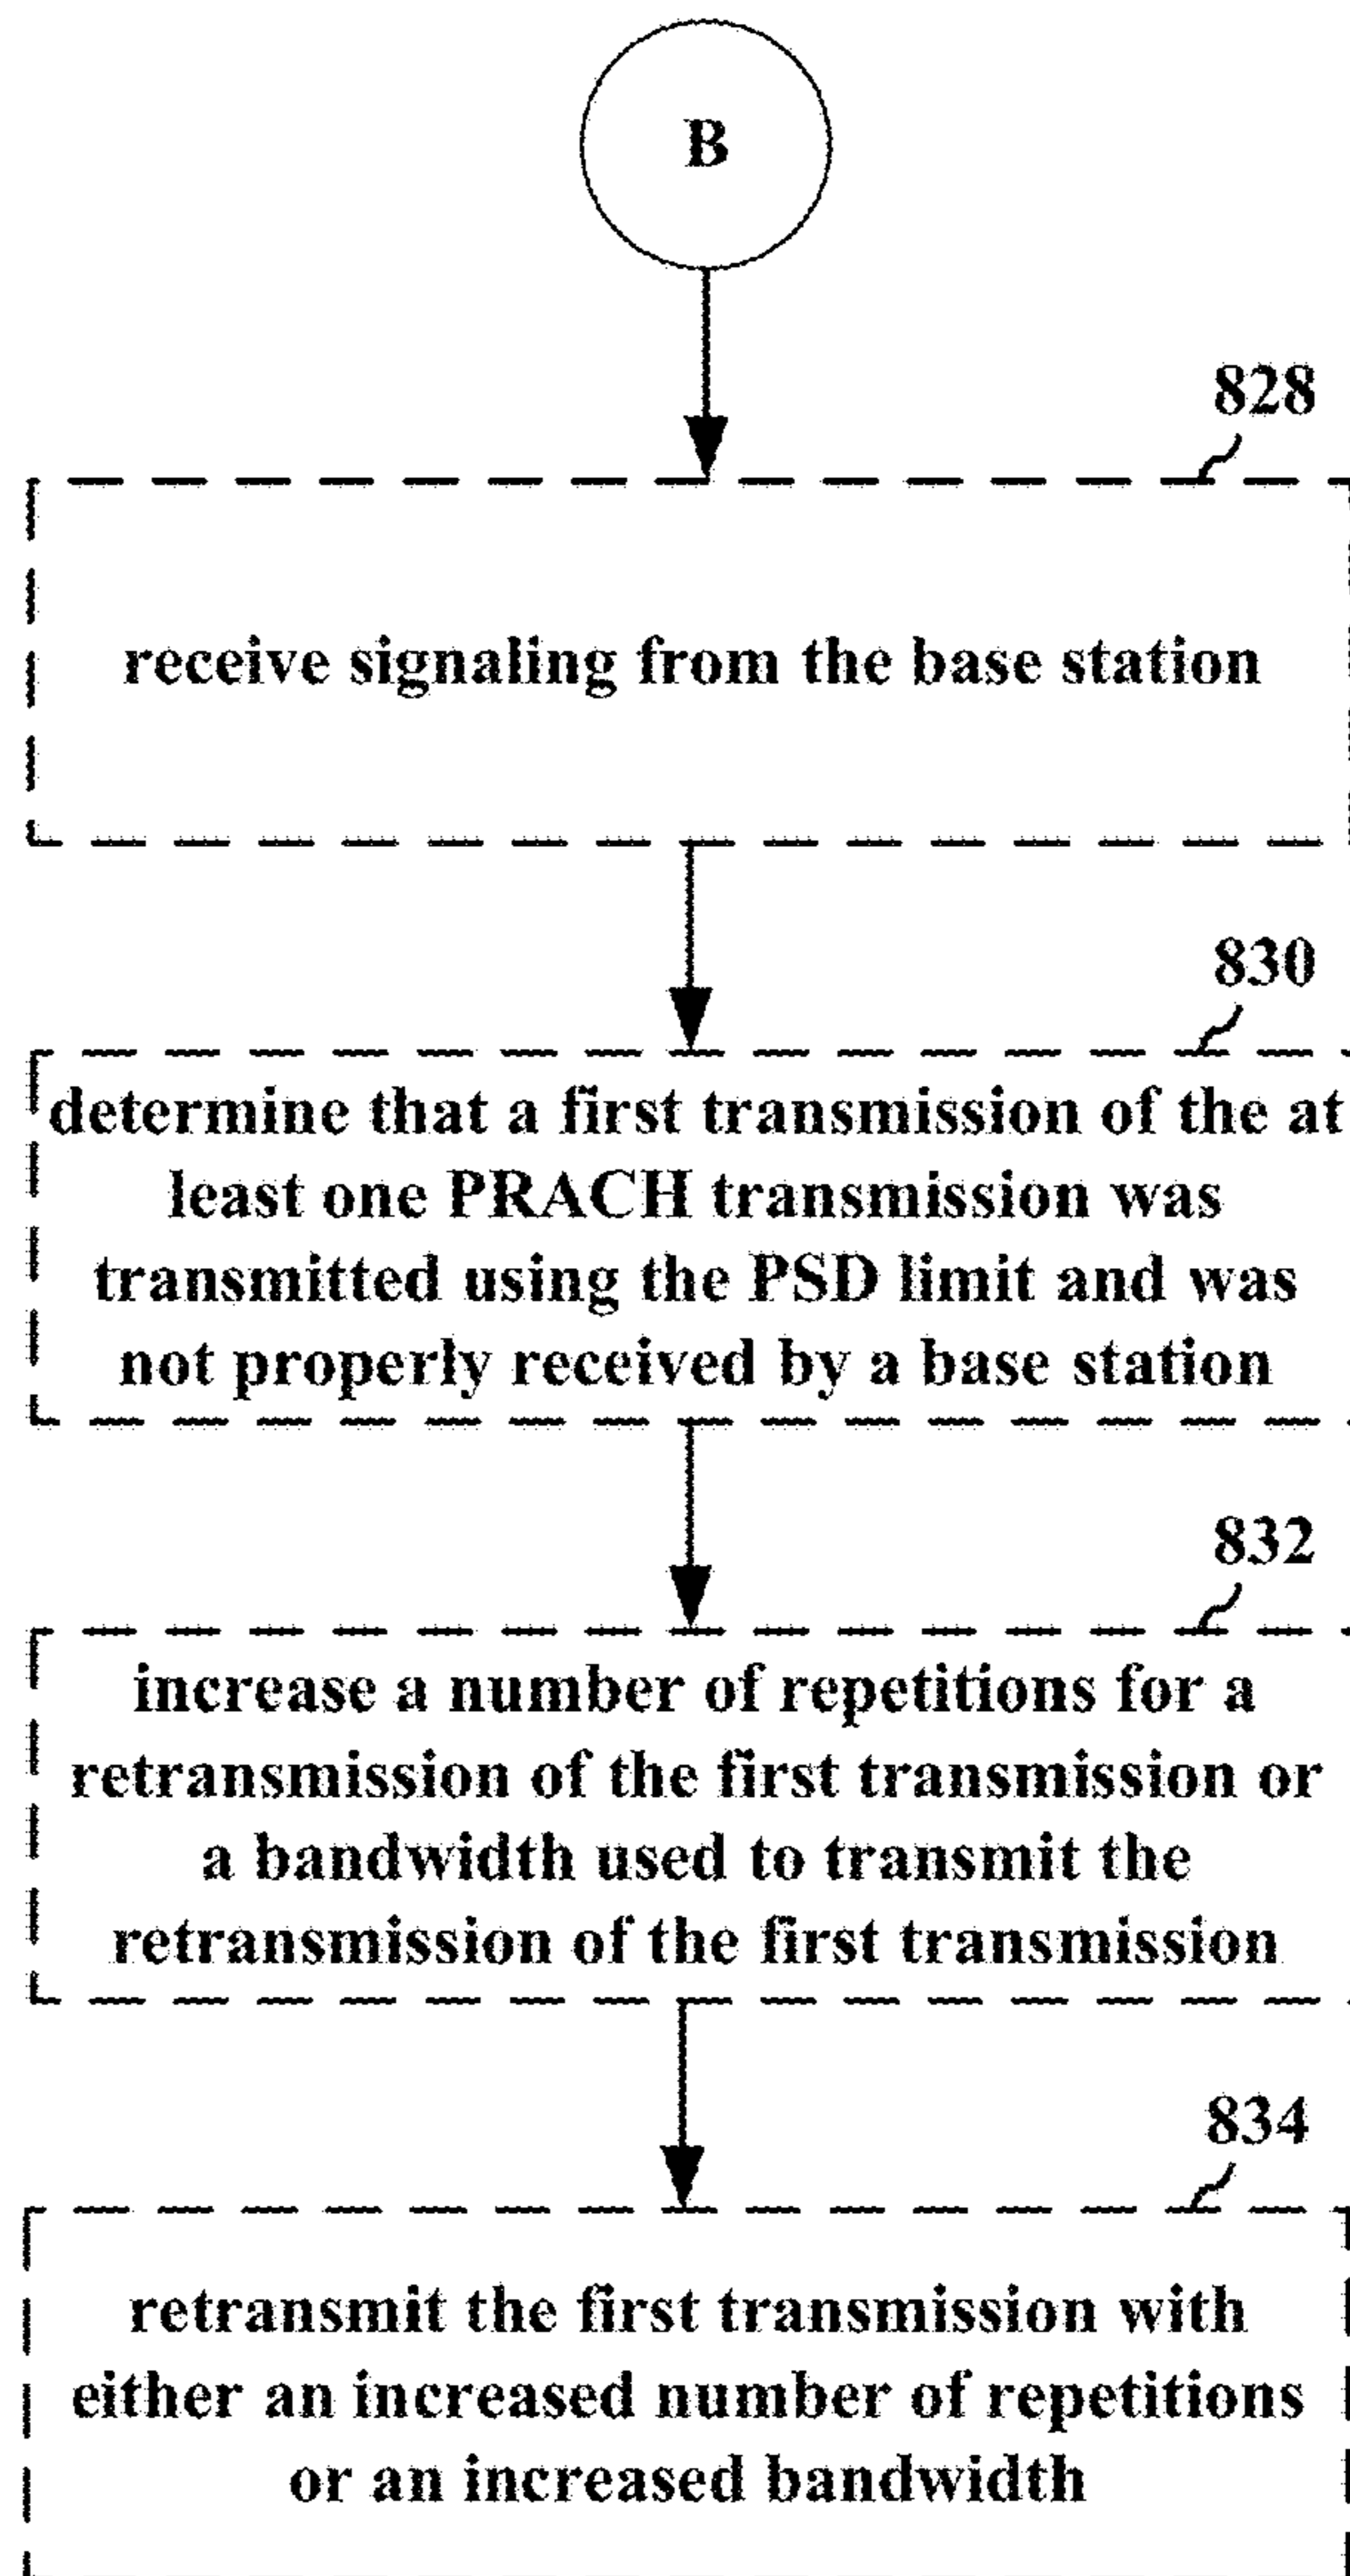 B
828
receive signaling from the base station
830
determine that a first transmission of the at
least one PRACH transmission was
transmitted using the PSD limit and was
not properly received by a base station
832
increase a number of repetitions for a
retransmission of the first transmission or
a bandwidth used to transmit the
retransmission of the first transmission
834
retransmit the first transmission with
either an increased number of repetitions
or an increased bandwidth